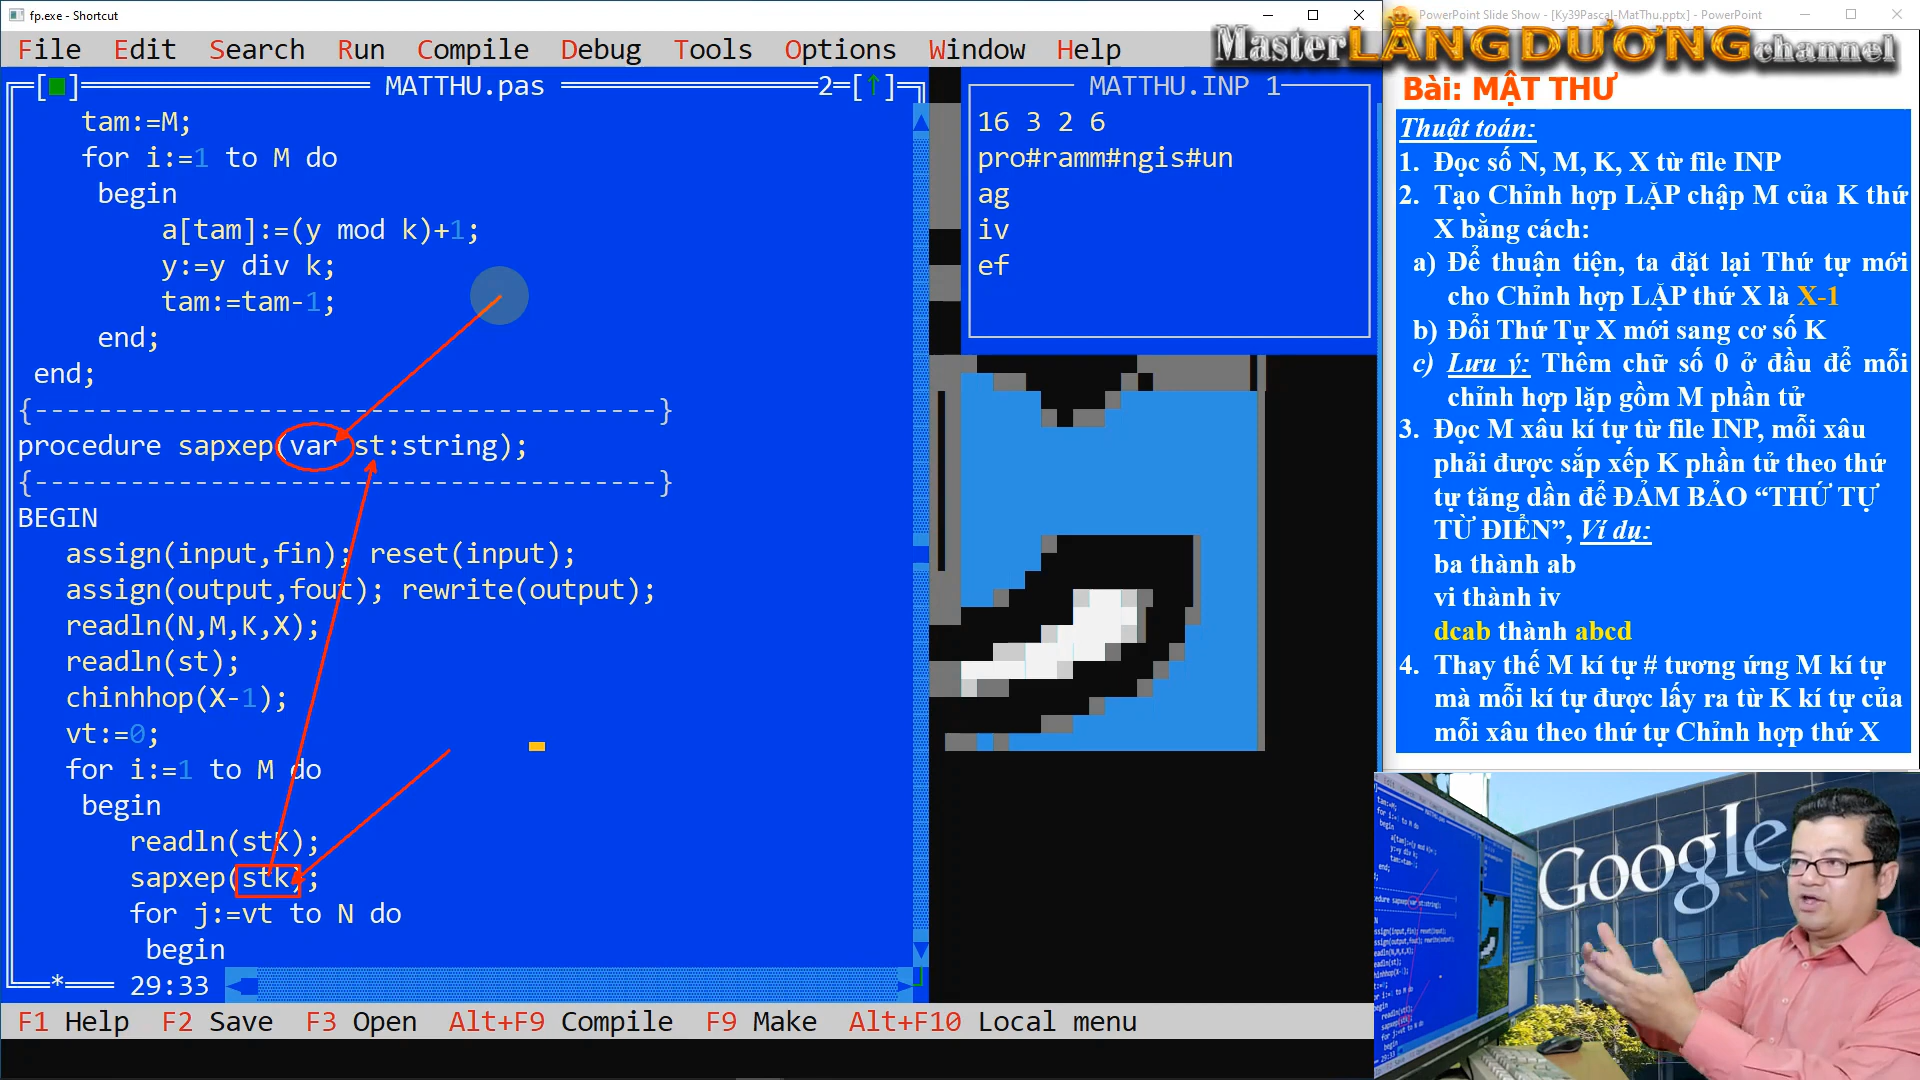 fp.exe - Shortcut
File Edit Search Run Compile Debug Tools Options Window Help
MATTHU.pas 2=[↑]
tam:=M;
for i:=1 to M do
begin
a[tam]:=(y mod k)+1;
y:=y div k;
tam:=tam-1;
end;
end;
{---------------------------------------}
procedure sapxep(var st:string);
{---------------------------------------}
BEGIN
assign(input,fin); reset(input);
assign(output,fout); rewrite(output);
readln(N,M,K,X);
readln(st);
chinhhop(X-1);
vt:=0;
for i:=1 to M do
begin
readln(stK);
sapxep(stk);
for j:=vt to N do
begin
* 29:33
F1 Help F2 Save F3 Open Alt+F9 Compile F9 Make Alt+F10 Local menu
MATTHU.INP 1
16 3 2 6
pro#ramm#ngis#un
ag
iv
ef
PowerPoint Slide Show - [Ky39Pascal-MatThu.pptx] - PowerPoint
Master LĂNG DƯƠNG channel
Bài: MẬT THƯ
Thuật toán:
1. Đọc số N, M, K, X từ file INP
2. Tạo Chỉnh hợp LẶP chập M của K thứ
X bằng cách:
a) Để thuận tiện, ta đặt lại Thứ tự mới
cho Chỉnh hợp LẶP thứ X là X-1
b) Đổi Thứ Tự X mới sang cơ số K
c) Lưu ý: Thêm chữ số 0 ở đầu để mỗi
chỉnh hợp lặp gồm M phần tử
3. Đọc M xâu kí tự từ file INP, mỗi xâu
phải được sắp xếp K phần tử theo thứ
tự tăng dần để ĐẢM BẢO “THỨ TỰ
TỪ ĐIỂN”, Ví dụ:
ba thành ab
vi thành iv
dcab thành abcd
4. Thay thế M kí tự # tương ứng M kí tự
mà mỗi kí tự được lấy ra từ K kí tự của
mỗi xâu theo thứ tự Chỉnh hợp thứ X
Google